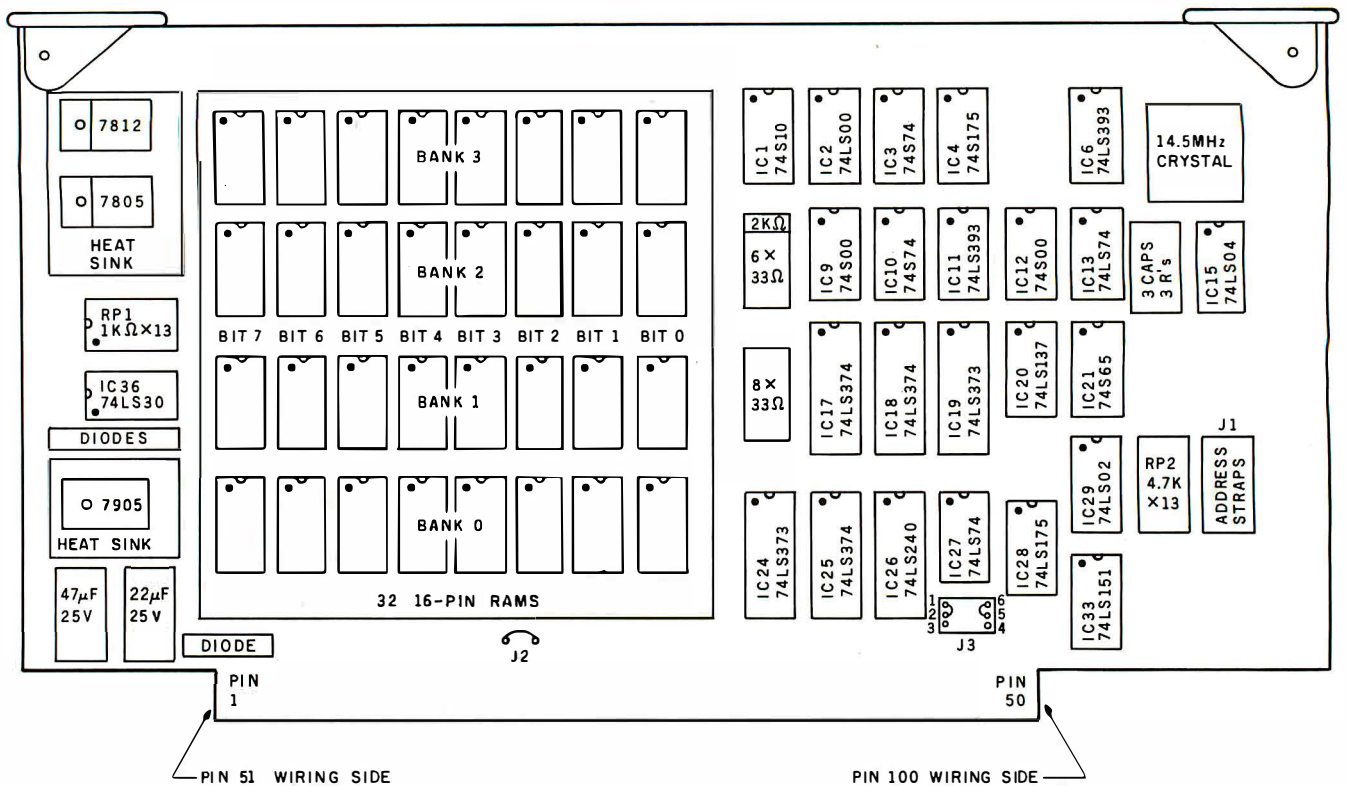 7812
7805
HEAT
SINK
RP1
1KΩ×13
IC36
74LS30
DIODES
7905
HEAT SINK
47µF
25V
22µF
25V
DIODE
BANK 3
BANK 2
BIT 7 BIT 6 BIT 5 BIT 4 BIT 3 BIT 2 BIT 1 BIT 0
BANK 1
BANK 0
32 16-PIN RAMS
J2
IC1
74S10
IC2
74LS00
IC3
74S74
IC4
74S175
IC6
74LS393
14.5MHz
CRYSTAL
2KΩ
6×
33Ω
IC9
74S00
IC10
74S74
IC11
74LS393
IC12
74S00
IC13
74LS74
3 CAPS
3 R's
IC15
74LS04
8×
33Ω
IC17
74LS374
IC18
74LS374
IC19
74LS373
IC20
74LS137
IC21
74S65
J1
IC29
74LS02
RP2
4.7K
×13
ADDRESS
STRAPS
IC24
74LS373
IC25
74LS374
IC26
74LS240
IC27
74LS74
IC28
74LS175
IC33
74LS151
1 6
2 5
3 4
J3
PIN
1
PIN
50
PIN 51 WIRING SIDE
PIN 100 WIRING SIDE